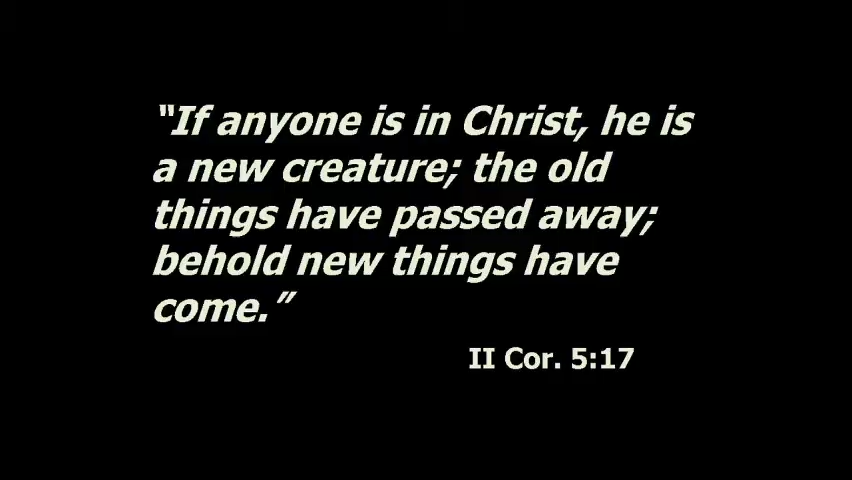 “If anyone is in Christ, he is
a new creature; the old
things have passed away;
behold new things have
come.”
II Cor. 5:17